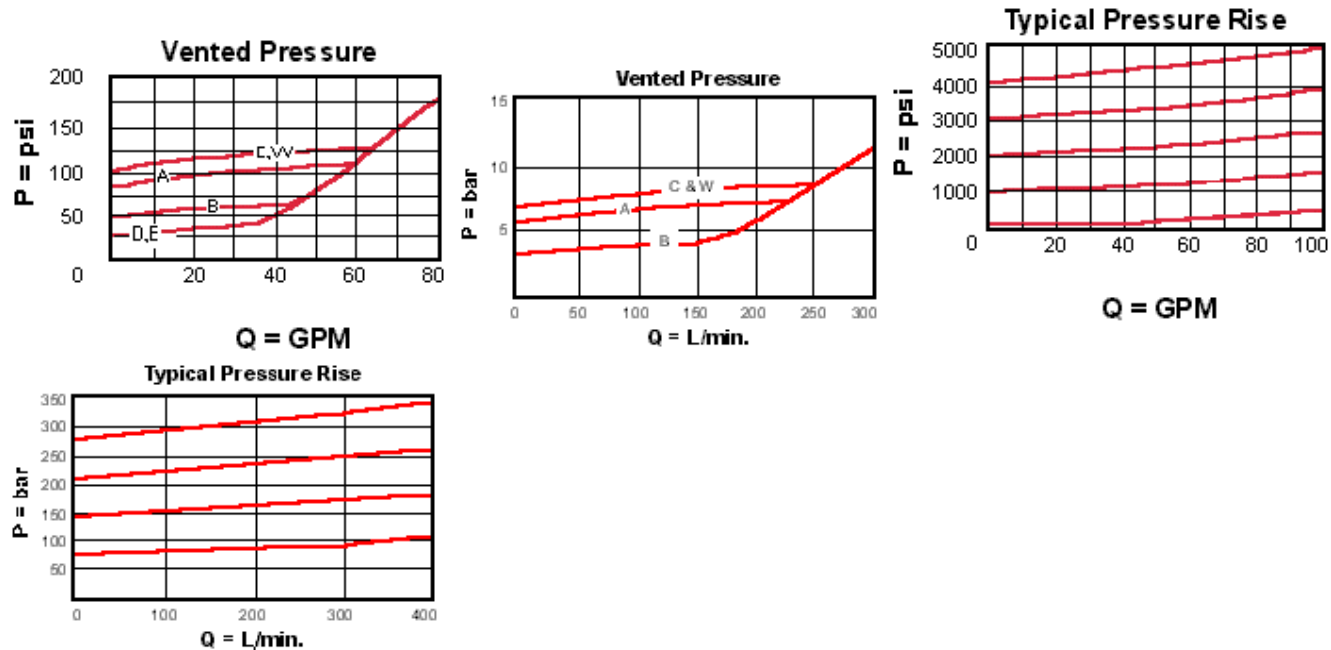 Vented Pressure
P = psi
200
150
100
50
0
C,W
A
B
D,E
20
40
60
80
Q = GPM
Vented Pressure
P = bar
15
10
5
C & W
A
B
0
50
100
150
200
250
300
Q = L/min.
Typical Pressure Rise
P = psi
5000
4000
3000
2000
1000
0
20
40
60
80
100
Q = GPM
Typical Pressure Rise
P = bar
350
300
250
200
150
100
50
0
100
200
300
400
Q = L/min.